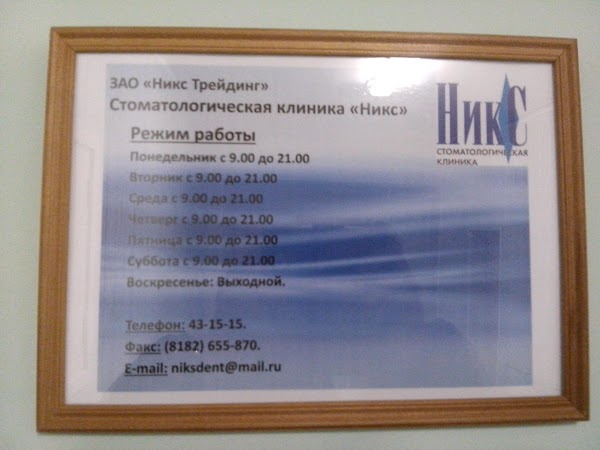 ЗАО «Никс Трейдинг»
Стоматологическая клиника «Никс»
НикС
СТОМАТОЛОГИЧЕСКАЯ
КЛИНИКА
Режим работы
Понедельник с 9.00 до 21.00
Вторник с 9.00 до 21.00
Среда с 9.00 до 21.00
Четверг с 9.00 до 21.00
Пятница с 9.00 до 21.00
Суббота с 9.00 до 21.00
Воскресенье: Выходной.
Телефон: 43-15-15.
Факс: (8182) 655-870.
E-mail: niksdent@mail.ru